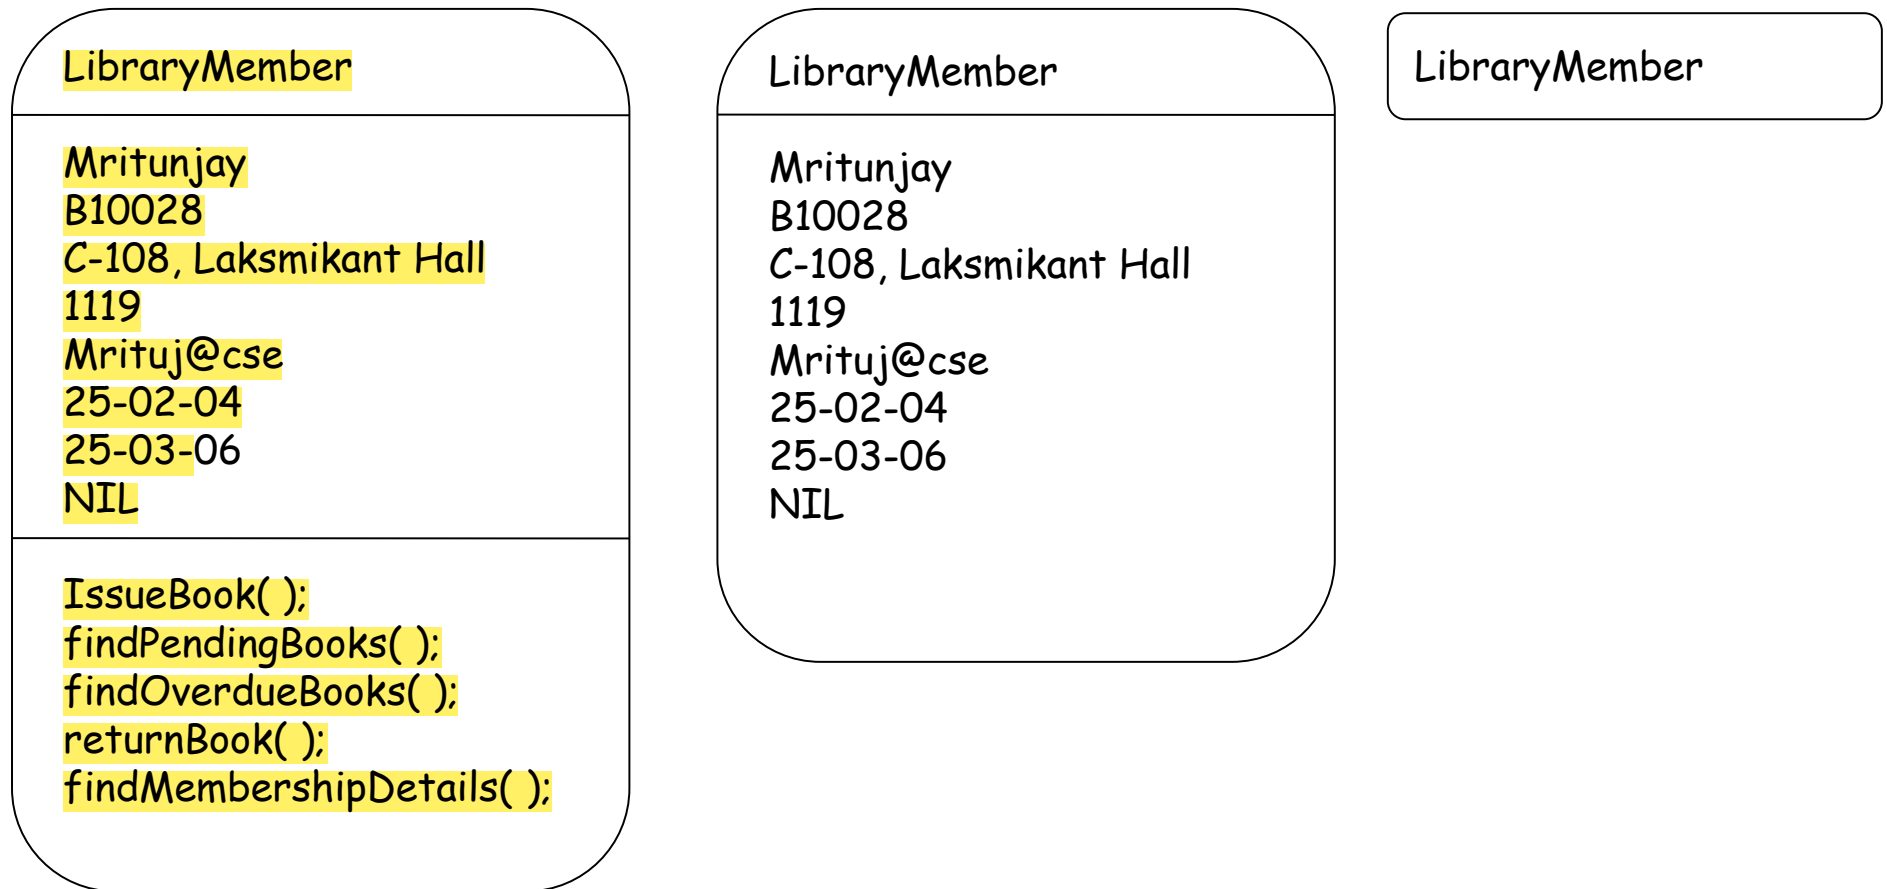 LibraryMember
Mritunjay
B10028
C-108, Laksmikant Hall
1119
Mrituj@cse
25-02-04
25-03-06
NIL
IssueBook( );
findPendingBooks( );
findOverdueBooks( );
returnBook( );
findMembershipDetails( );
LibraryMember
Mritunjay
B10028
C-108, Laksmikant Hall
1119
Mrituj@cse
25-02-04
25-03-06
NIL
LibraryMember